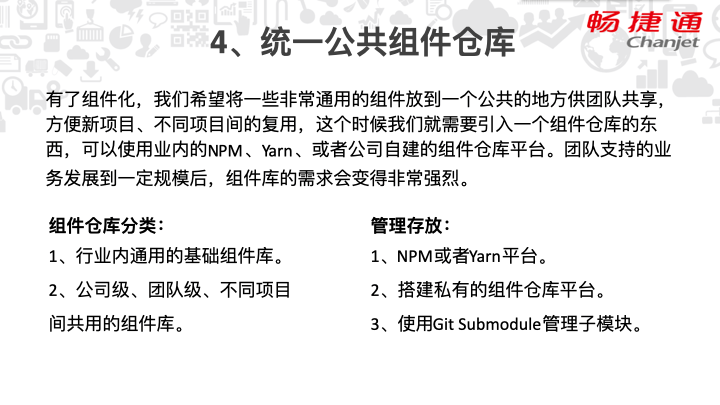 4、统一公共组件仓库
畅捷通
Chanjet
有了组件化，我们希望将一些非常通用的组件放到一个公共的地方供团队共享，
方便新项目、不同项目间的复用，这个时候我们就需要引入一个组件仓库的东
西，可以使用业内的NPM、Yarn、或者公司自建的组件仓库平台。团队支持的业
务发展到一定规模后，组件库的需求会变得非常强烈。
组件仓库分类：
1、行业内通用的基础组件库。
2、公司级、团队级、不同项目
间共用的组件库。
管理存放：
1、NPM或者Yarn平台。
2、搭建私有的组件仓库平台。
3、使用Git Submodule管理子模块。